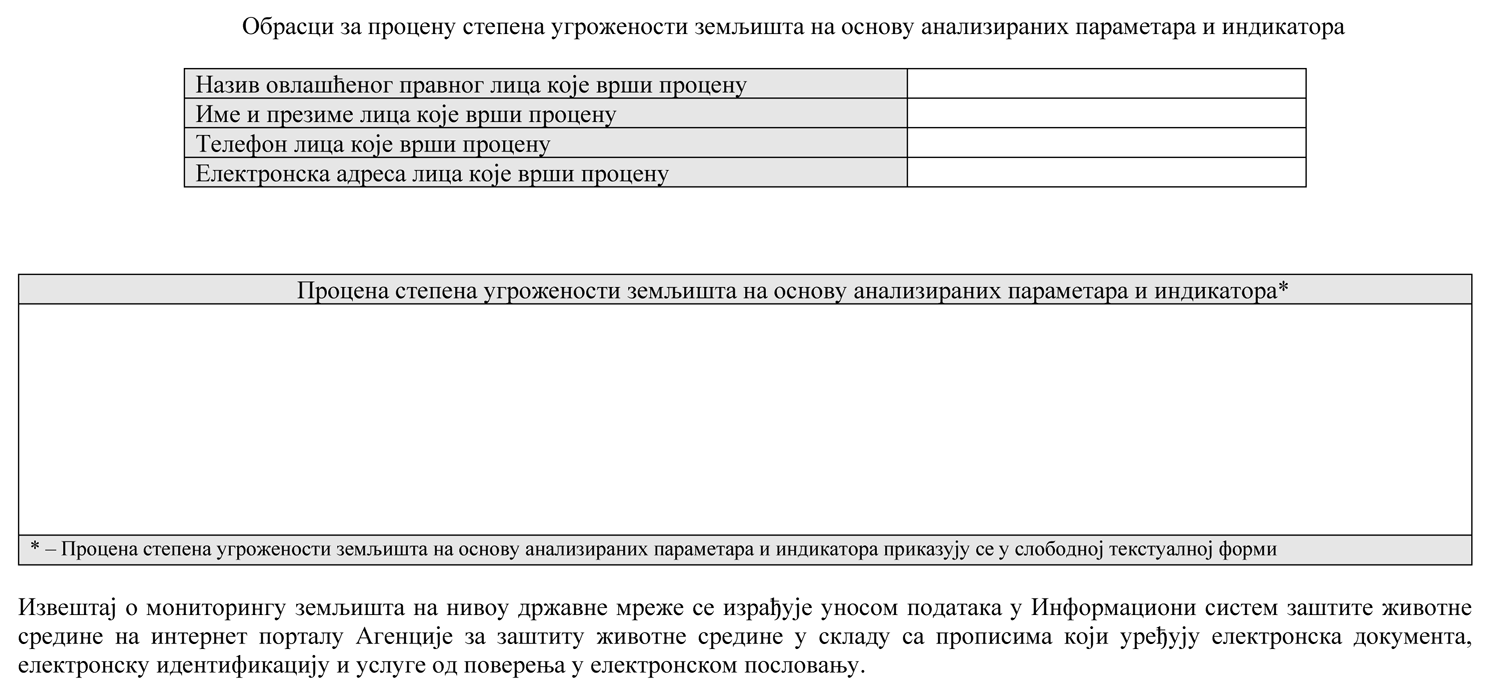 Обрасци за процену степена угрожености земљишта на основу анализираних параметара и индикатора
Назив овлашћеног правног лица које врши процену
Име и презиме лица које врши процену
Телефон лица које врши процену
Електронска адреса лица које врши процену
Процена степена угрожености земљишта на основу анализираних параметара и индикатора*
* – Процена степена угрожености земљишта на основу анализираних параметара и индикатора приказују се у слободној текстуалној форми
Извештај о мониторингу земљишта на нивоу државне мреже се израђује уносом података у Информациони систем заштите животне
средине на интернет порталу Агенције за заштиту животне средине у складу са прописима који уређују електронска документа,
електронску идентификацију и услуге од поверења у електронском пословању.